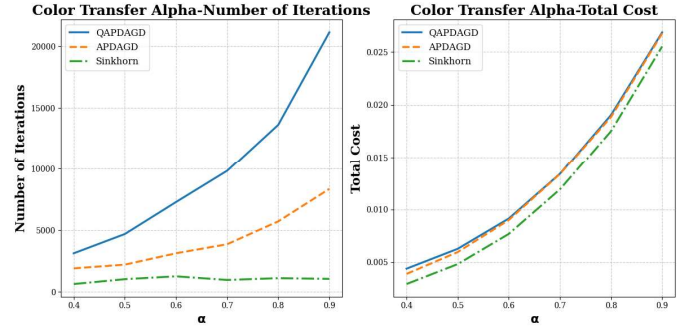 Color Transfer Alpha-Number of Iterations
QAPDAGD
APDAGD
Sinkhorn
Number of Iterations
20000
15000
10000
5000
0
0.4 0.5 0.6 0.7 0.8 0.9
α
Color Transfer Alpha-Total Cost
QAPDAGD
APDAGD
Sinkhorn
Total Cost
0.025
0.020
0.015
0.010
0.005
0.4 0.5 0.6 0.7 0.8 0.9
α